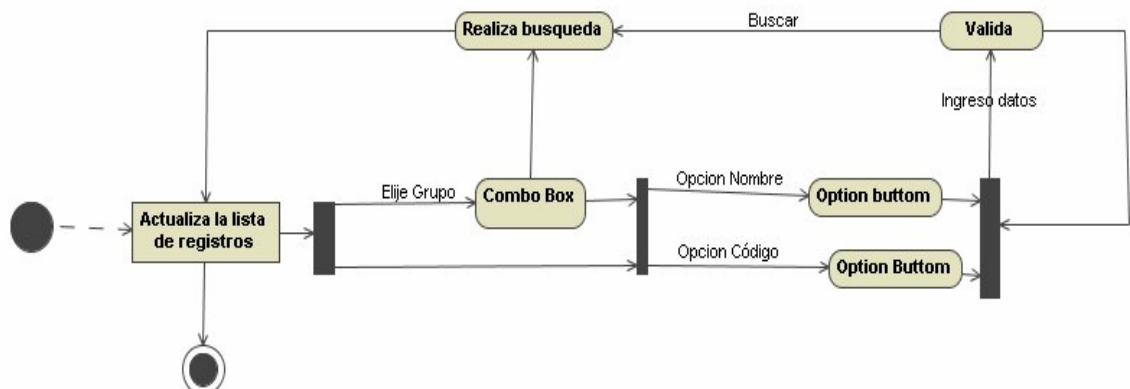 Realiza busqueda
Buscar
Valida
Ingreso datos
Elije Grupo
Combo Box
Opcion Nombre
Option buttom
Actualiza la lista
de registros
Opcion Código
Option Buttom